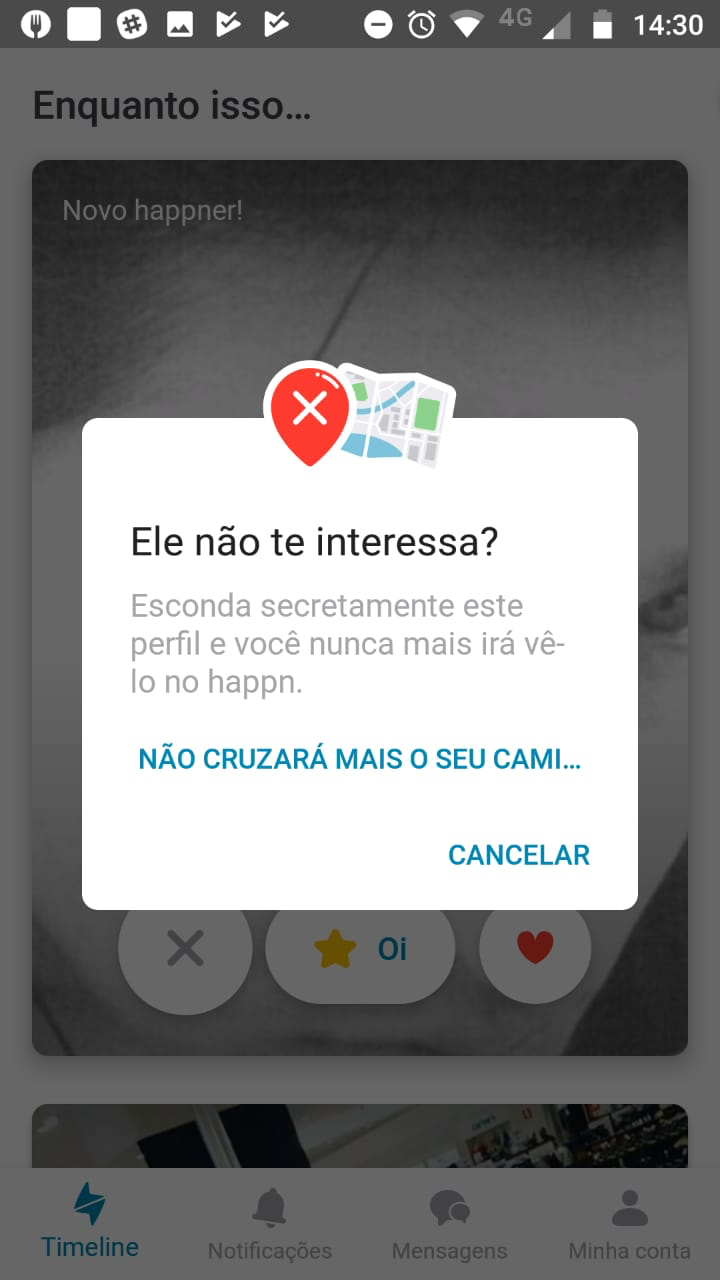 4G 14:30
Enquanto isso...
Novo happner!
Ele não te interessa?
Esconda secretamente este
perfil e você nunca mais irá vê-
lo no happn.
NÃO CRUZARÁ MAIS O SEU CAMI...
CANCELAR
Oi
Timeline Notificações Mensagens Minha conta